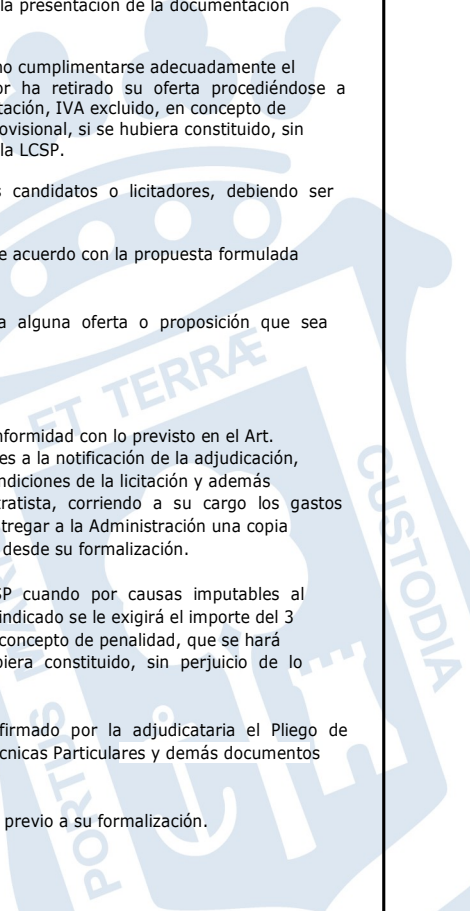 la presentación de la documentación
no cumplimentarse adecuadamente el
or ha retirado su oferta procediéndose a
tación, IVA excluido, en concepto de
ovisional, si se hubiera constituido, sin
la LCSP.
s candidatos o licitadores, debiendo ser
e acuerdo con la propuesta formulada
a alguna oferta o proposición que sea
ET TERRÆ
nformidad con lo previsto en el Art.
es a la notificación de la adjudicación,
ndiciones de la licitación y además
tratista, corriendo a su cargo los gastos
tregar a la Administración una copia
desde su formalización.
CUSTODIA
SP cuando por causas imputables al
indicado se le exigirá el importe del 3
concepto de penalidad, que se hará
biera constituido, sin perjuicio de lo
firmado por la adjudicataria el Pliego de
écnicas Particulares y demás documentos
previo a su formalización.
PORTUS MAR